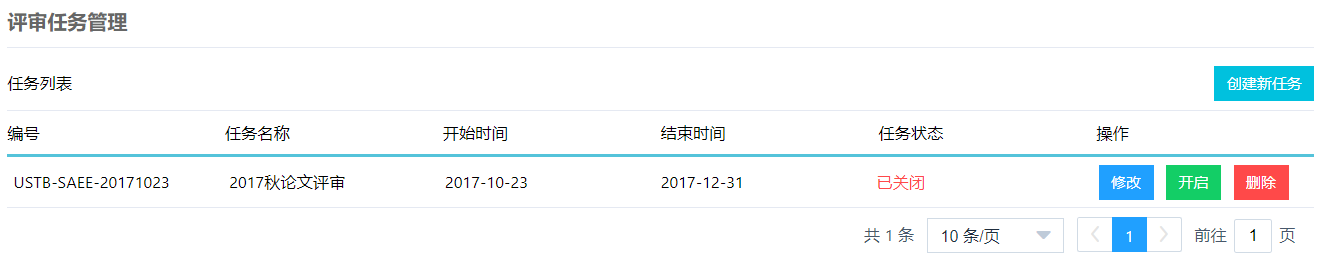 评审任务管理
任务列表 创建新任务
编号 任务名称 开始时间 结束时间 任务状态 操作
USTB-SAEE-20171023 2017秋论文评审 2017-10-23 2017-12-31 已关闭 修改 开启 删除
共 1 条 10 条/页 1 前往 1 页